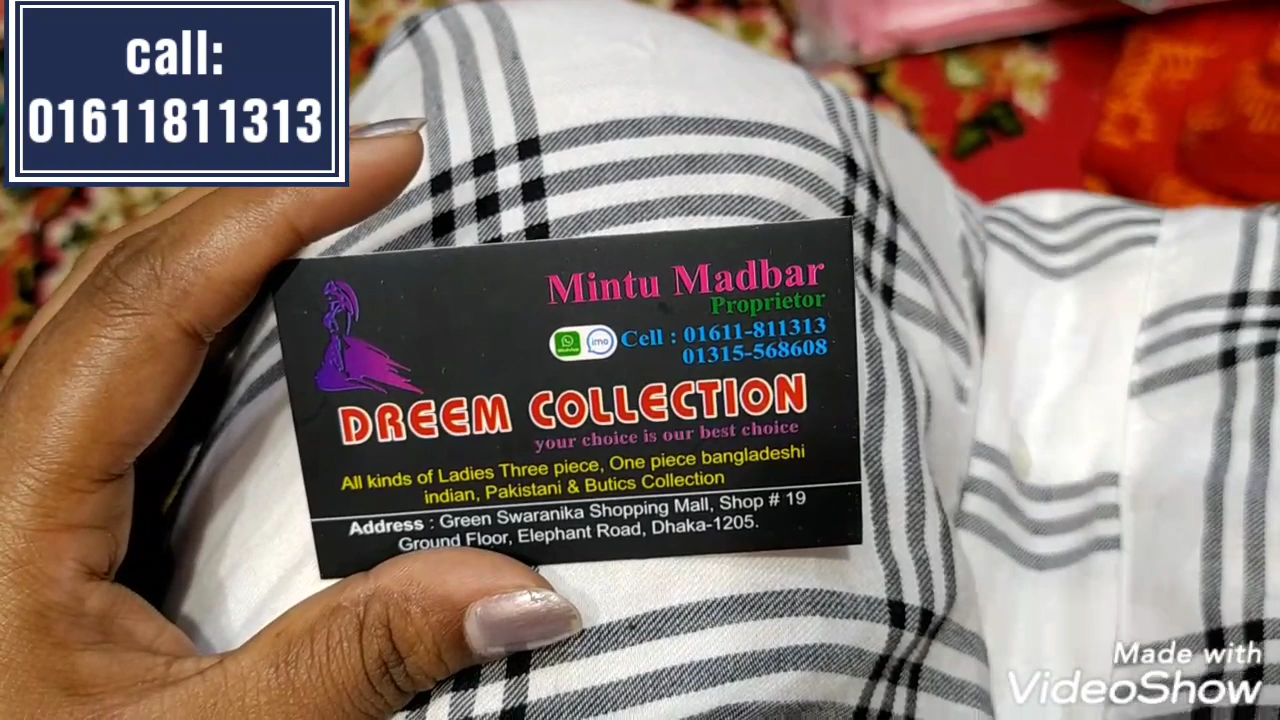 call:
01611811313
Mintu Madbar
Proprietor
WhatsApp imo Cell : 01611-811313
01315-568608
DREEM COLLECTION
your choice is our best choice
All kinds of Ladies Three piece, One piece bangladeshi
indian, Pakistani & Butics Collection
Address : Green Swaranika Shopping Mall, Shop # 19
Ground Floor, Elephant Road, Dhaka-1205.
Made with
VideoShow